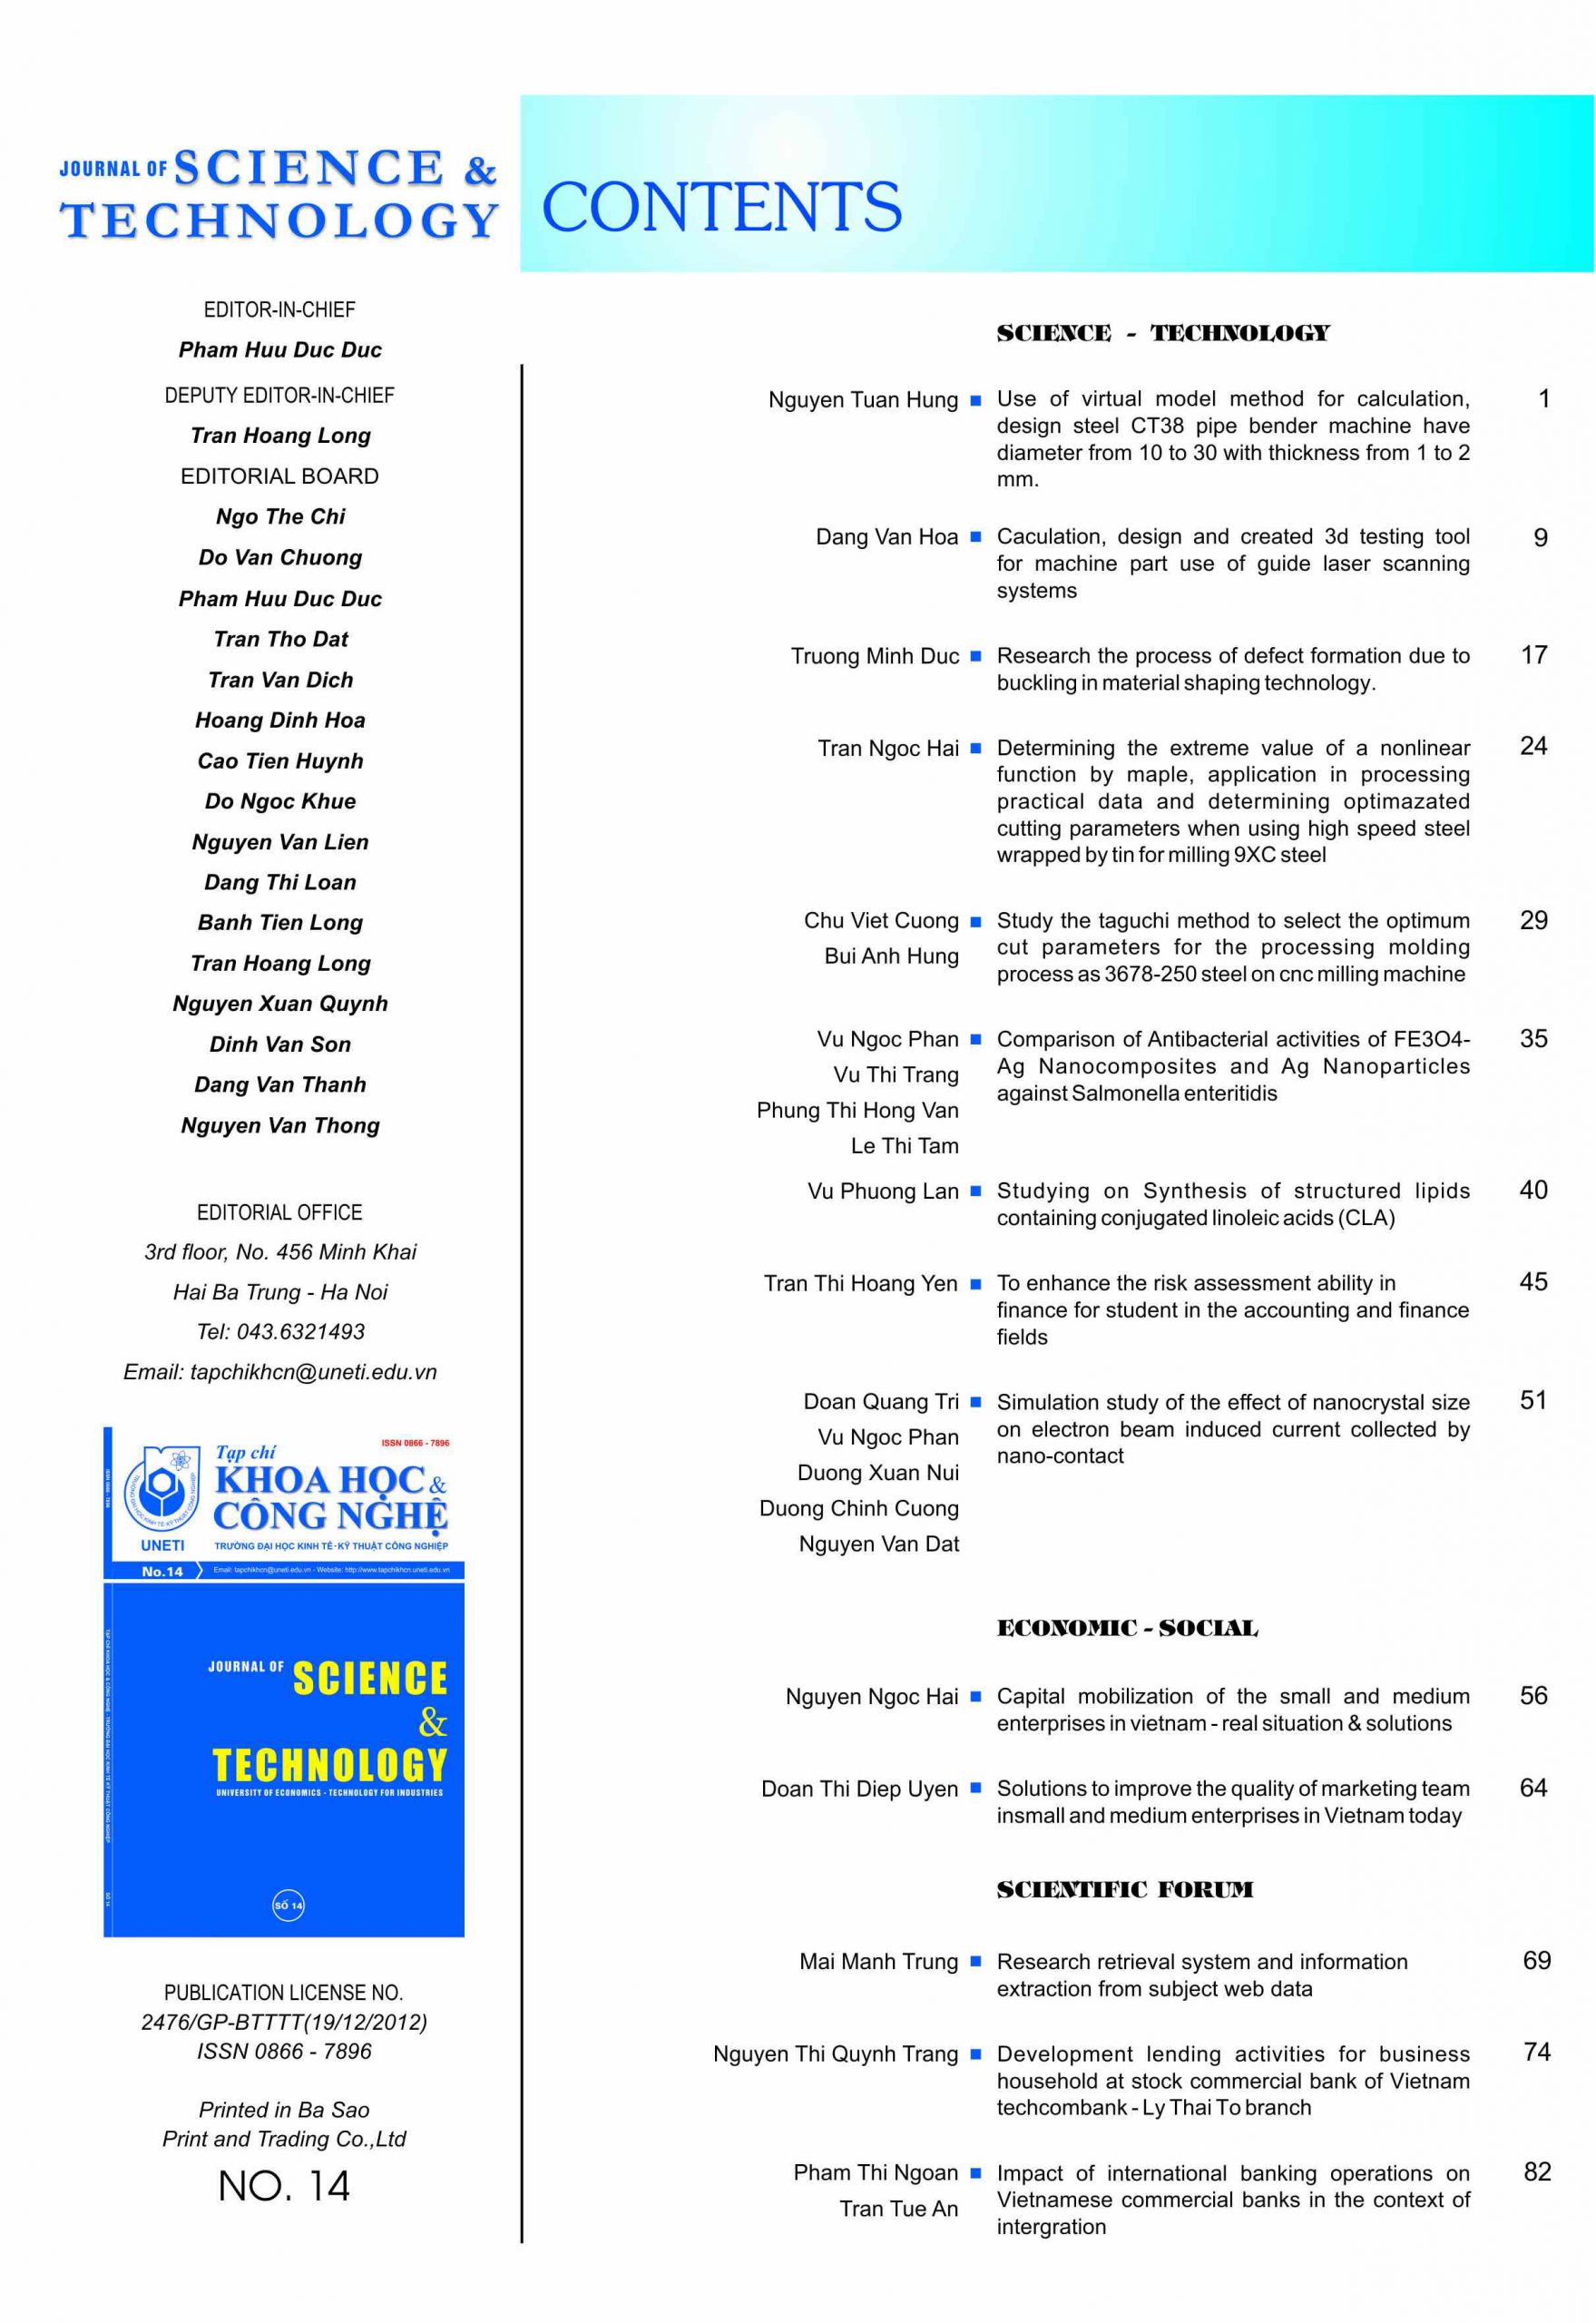 JOURNAL OF SCIENCE &
TECHNOLOGY
CONTENTS
EDITOR-IN-CHIEF
Pham Huu Duc Duc
DEPUTY EDITOR-IN-CHIEF
Tran Hoang Long
EDITORIAL BOARD
Ngo The Chi
Do Van Chuong
Pham Huu Duc Duc
Tran Tho Dat
Tran Van Dich
Hoang Dinh Hoa
Cao Tien Huynh
Do Ngoc Khue
Nguyen Van Lien
Dang Thi Loan
Banh Tien Long
Tran Hoang Long
Nguyen Xuan Quynh
Dinh Van Son
Dang Van Thanh
Nguyen Van Thong
EDITORIAL OFFICE
3rd floor, No. 456 Minh Khai
Hai Ba Trung - Ha Noi
Tel: 043.6321493
Email: tapchikhcn@uneti.edu.vn
ISSN 0866 - 7896
Tạp chí
KHOA HỌC &
CÔNG NGHỆ
UNETI
TRƯỜNG ĐẠI HỌC KINH TẾ - KỸ THUẬT CÔNG NGHIỆP
No.14
Email: tapchikhcn@uneti.edu.vn - Website: http://www.tapchikhcn.uneti.edu.vn
JOURNAL OF SCIENCE
&
TECHNOLOGY
UNIVERSITY OF ECONOMICS - TECHNOLOGY FOR INDUSTRIES
SỐ 14
PUBLICATION LICENSE NO.
2476/GP-BTTTT(19/12/2012)
ISSN 0866 - 7896
Printed in Ba Sao
Print and Trading Co.,Ltd
NO. 14
SCIENCE - TECHNOLOGY
Nguyen Tuan Hung ■ Use of virtual model method for calculation, 1
design steel CT38 pipe bender machine have
diameter from 10 to 30 with thickness from 1 to 2
mm.
Dang Van Hoa ■ Caculation, design and created 3d testing tool 9
for machine part use of guide laser scanning
systems
Truong Minh Duc ■ Research the process of defect formation due to 17
buckling in material shaping technology.
Tran Ngoc Hai ■ Determining the extreme value of a nonlinear 24
function by maple, application in processing
practical data and determining optimazated
cutting parameters when using high speed steel
wrapped by tin for milling 9XC steel
Chu Viet Cuong ■ Study the taguchi method to select the optimum 29
Bui Anh Hung cut parameters for the processing molding
process as 3678-250 steel on cnc milling machine
Vu Ngoc Phan ■ Comparison of Antibacterial activities of FE3O4- 35
Vu Thi Trang Ag Nanocomposites and Ag Nanoparticles
Phung Thi Hong Van against Salmonella enteritidis
Le Thi Tam
Vu Phuong Lan ■ Studying on Synthesis of structured lipids 40
containing conjugated linoleic acids (CLA)
Tran Thi Hoang Yen ■ To enhance the risk assessment ability in 45
finance for student in the accounting and finance
fields
Doan Quang Tri ■ Simulation study of the effect of nanocrystal size 51
Vu Ngoc Phan on electron beam induced current collected by
Duong Xuan Nui nano-contact
Duong Chinh Cuong
Nguyen Van Dat
ECONOMIC - SOCIAL
Nguyen Ngoc Hai ■ Capital mobilization of the small and medium 56
enterprises in vietnam - real situation & solutions
Doan Thi Diep Uyen ■ Solutions to improve the quality of marketing team 64
insmall and medium enterprises in Vietnam today
SCIENTIFIC FORUM
Mai Manh Trung ■ Research retrieval system and information 69
extraction from subject web data
Nguyen Thi Quynh Trang ■ Development lending activities for business 74
household at stock commercial bank of Vietnam
techcombank - Ly Thai To branch
Pham Thi Ngoan ■ Impact of international banking operations on 82
Tran Tue An Vietnamese commercial banks in the context of
intergration